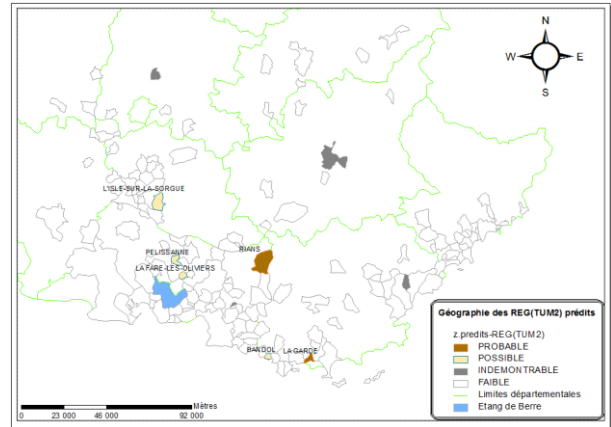 N
W E
S
L'ISLE-SUR-LA-SORGUE
PELISSANNE
LA FARE-LES-OLIVIERS
RIANS
BANDOL
LA GARDE
Mètres
0 23 000 46 000 92 000
Géographie des REG(TUM2) prédits
z.predits-REG(TUM2)
PROBABLE
POSSIBLE
INDEMONTRABLE
FAIBLE
Limites départementales
Etang de Berre